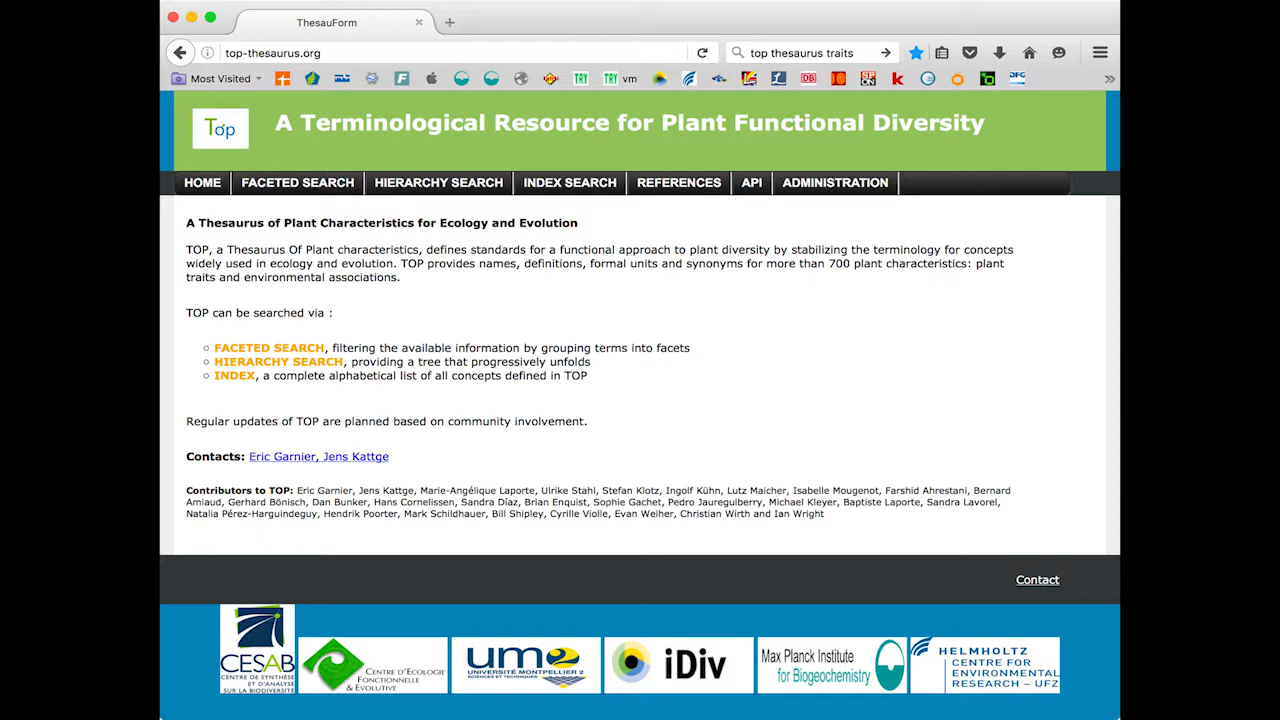 ThesauForm
top-thesaurus.org
top thesaurus traits
Most Visited
TRY
TRY vm
DB
DFG
Top
A Terminological Resource for Plant Functional Diversity
HOME
FACETED SEARCH
HIERARCHY SEARCH
INDEX SEARCH
REFERENCES
API
ADMINISTRATION
A Thesaurus of Plant Characteristics for Ecology and Evolution
TOP, a Thesaurus Of Plant characteristics, defines standards for a functional approach to plant diversity by stabilizing the terminology for concepts
widely used in ecology and evolution. TOP provides names, definitions, formal units and synonyms for more than 700 plant characteristics: plant
traits and environmental associations.
TOP can be searched via :
FACETED SEARCH, filtering the available information by grouping terms into facets
HIERARCHY SEARCH, providing a tree that progressively unfolds
INDEX, a complete alphabetical list of all concepts defined in TOP
Regular updates of TOP are planned based on community involvement.
Contacts: Eric Garnier, Jens Kattge
Contributors to TOP: Eric Garnier, Jens Kattge, Marie-Angélique Laporte, Ulrike Stahl, Stefan Klotz, Ingolf Kühn, Lutz Maicher, Isabelle Mougenot, Farshid Ahrestani, Bernard
Amiaud, Gerhard Bönisch, Dan Bunker, Hans Cornelissen, Sandra Díaz, Brian Enquist, Sophie Gachet, Pedro Jaureguiberry, Michael Kleyer, Baptiste Laporte, Sandra Lavorel,
Natalia Pérez-Harguindeguy, Hendrik Poorter, Mark Schildhauer, Bill Shipley, Cyrille Violle, Evan Weiher, Christian Wirth and Ian Wright
Contact
CESAB
CENTRE DE SYNTHÈSE
ET D'ANALYSE
SUR LA BIODIVERSITÉ
CENTRE D'ECOLOGIE
FONCTIONNELLE
& EVOLUTIVE
um2
UNIVERSITÉ MONTPELLIER 2
SCIENCES ET TECHNIQUES
iDiv
Max Planck Institute
for Biogeochemistry
HELMHOLTZ
CENTRE FOR
ENVIRONMENTAL
RESEARCH – UFZ